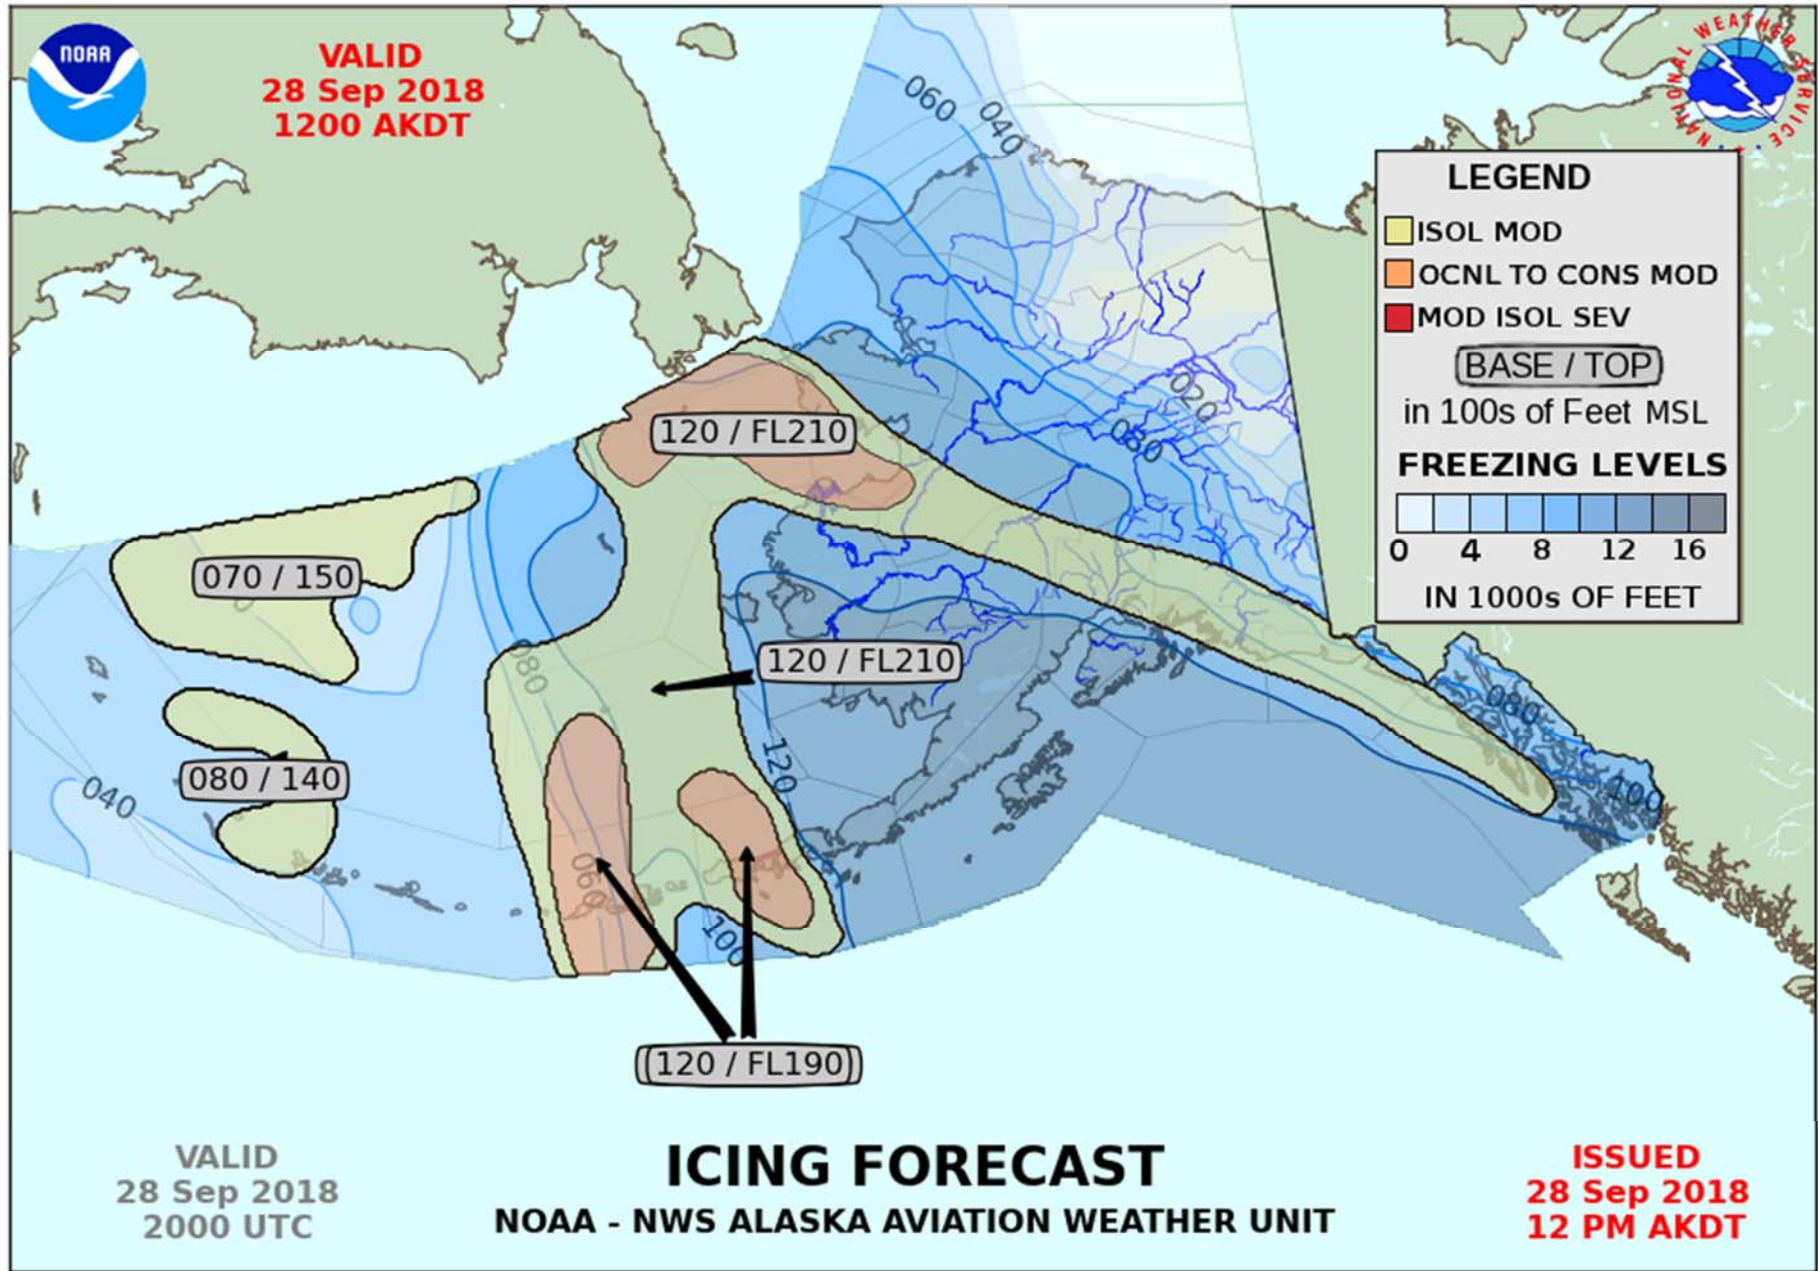 NOAA
VALID
28 Sep 2018
1200 AKDT
NATIONAL WEATHER SERVICE
060
040
LEGEND
ISOL MOD
OCNL TO CONS MOD
MOD ISOL SEV
BASE / TOP
in 100s of Feet MSL
FREEZING LEVELS
0 4 8 12 16
IN 1000s OF FEET
020
080
120 / FL210
070 / 150
080
120 / FL210
080
120
100
080 / 140
040
060
100
120 / FL190
VALID
28 Sep 2018
2000 UTC
ICING FORECAST
NOAA - NWS ALASKA AVIATION WEATHER UNIT
ISSUED
28 Sep 2018
12 PM AKDT